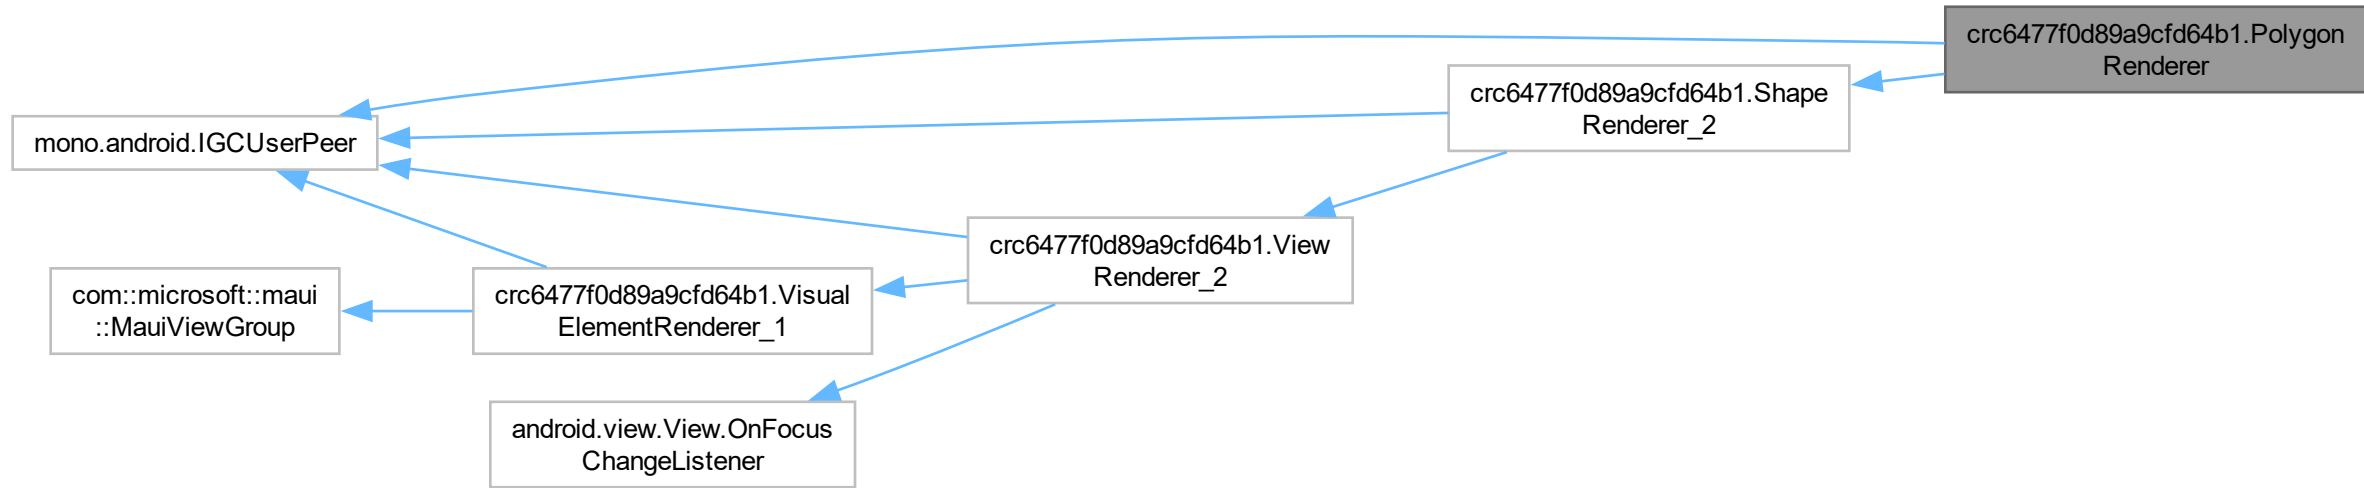 crc6477f0d89a9cfd64b1.Polygon
Renderer
crc6477f0d89a9cfd64b1.Shape
Renderer_2
mono.android.IGCUserPeer
crc6477f0d89a9cfd64b1.View
Renderer_2
com::microsoft::maui
::MauiViewGroup
crc6477f0d89a9cfd64b1.Visual
ElementRenderer_1
android.view.View.OnFocus
ChangeListener